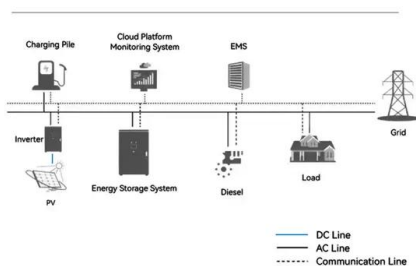 Cloud Platform
Monitoring System
Charging Pile
EMS
Grid
Inverter
Energy Storage System
Diesel
Load
PV
DC Line
AC Line
Communication Line